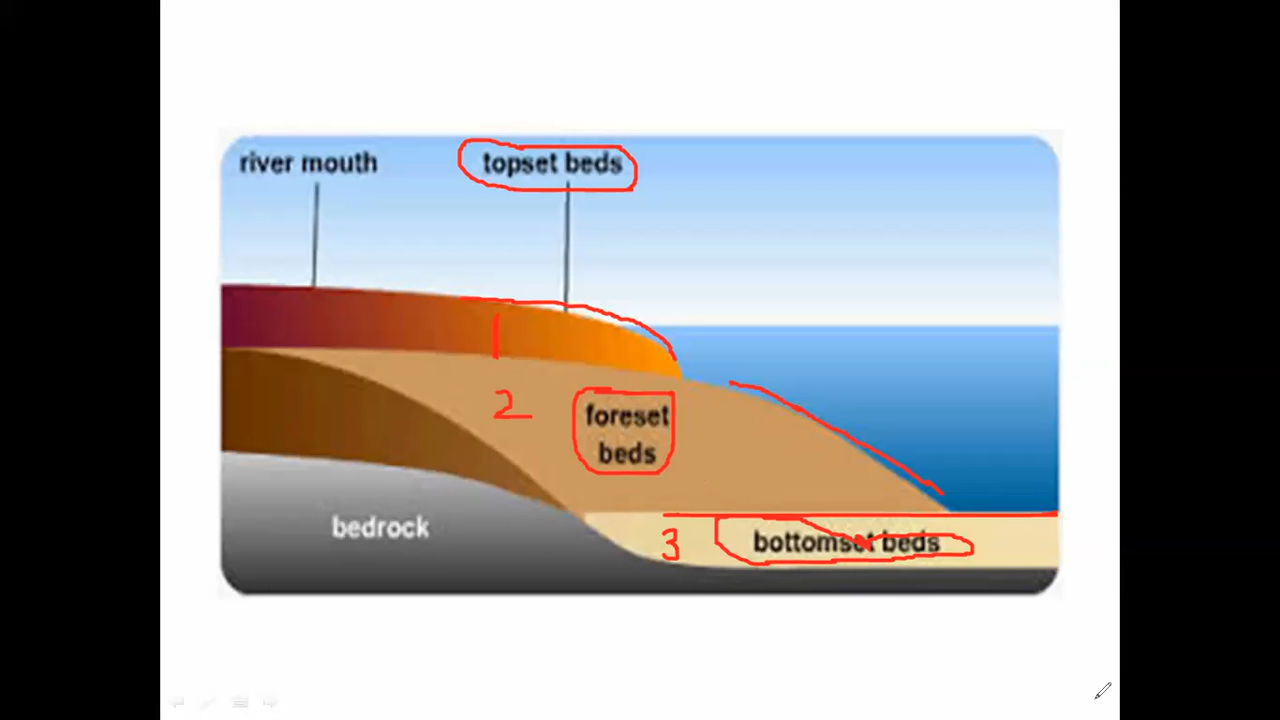 river mouth
topset beds
1
2
foreset
beds
bedrock
3
bottomset beds